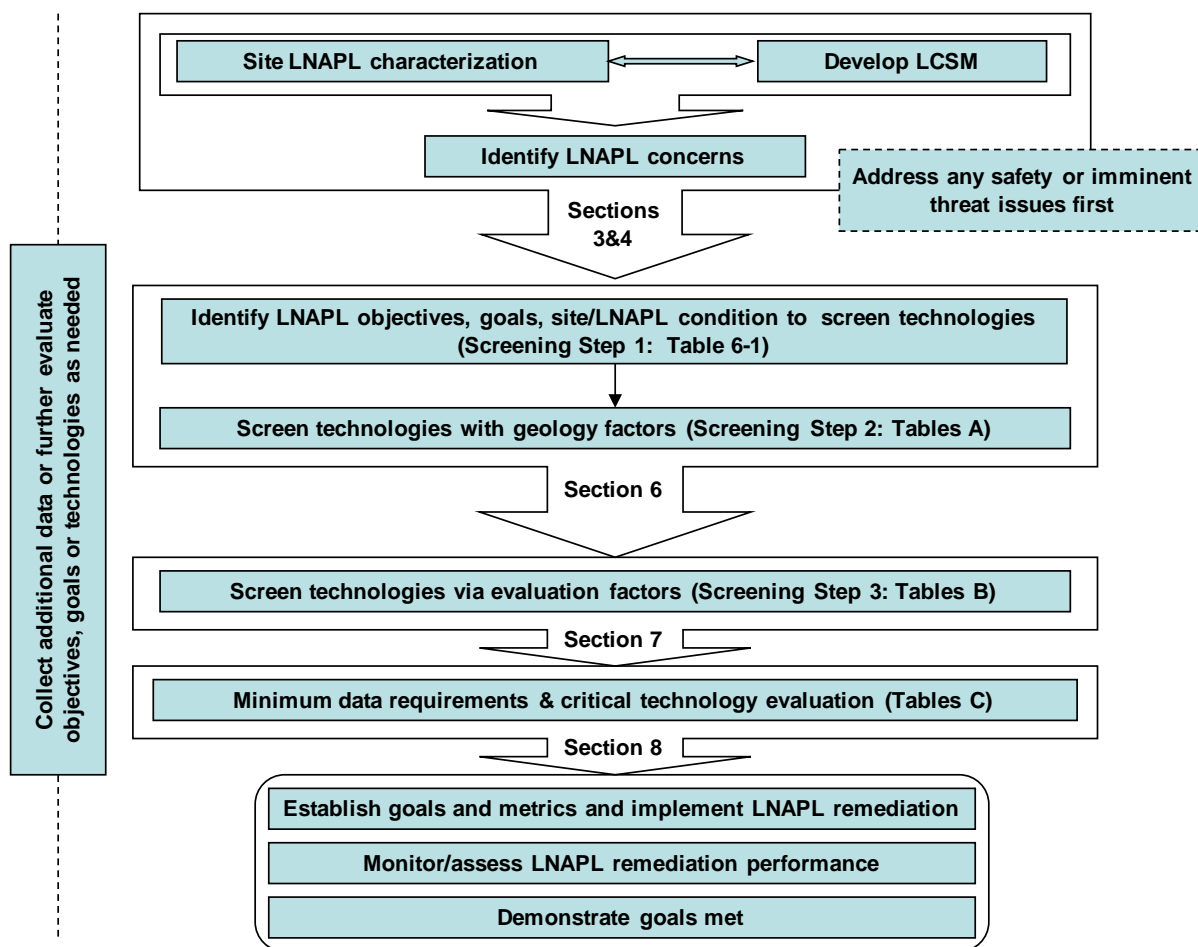 Site LNAPL characterization
Develop LCSM
Identify LNAPL concerns
Address any safety or imminent
threat issues first
Sections
3&4
Collect additional data or further evaluate
objectives, goals or technologies as needed
Identify LNAPL objectives, goals, site/LNAPL condition to screen technologies
(Screening Step 1: Table 6-1)
Screen technologies with geology factors (Screening Step 2: Tables A)
Section 6
Screen technologies via evaluation factors (Screening Step 3: Tables B)
Section 7
Minimum data requirements & critical technology evaluation (Tables C)
Section 8
Establish goals and metrics and implement LNAPL remediation
Monitor/assess LNAPL remediation performance
Demonstrate goals met